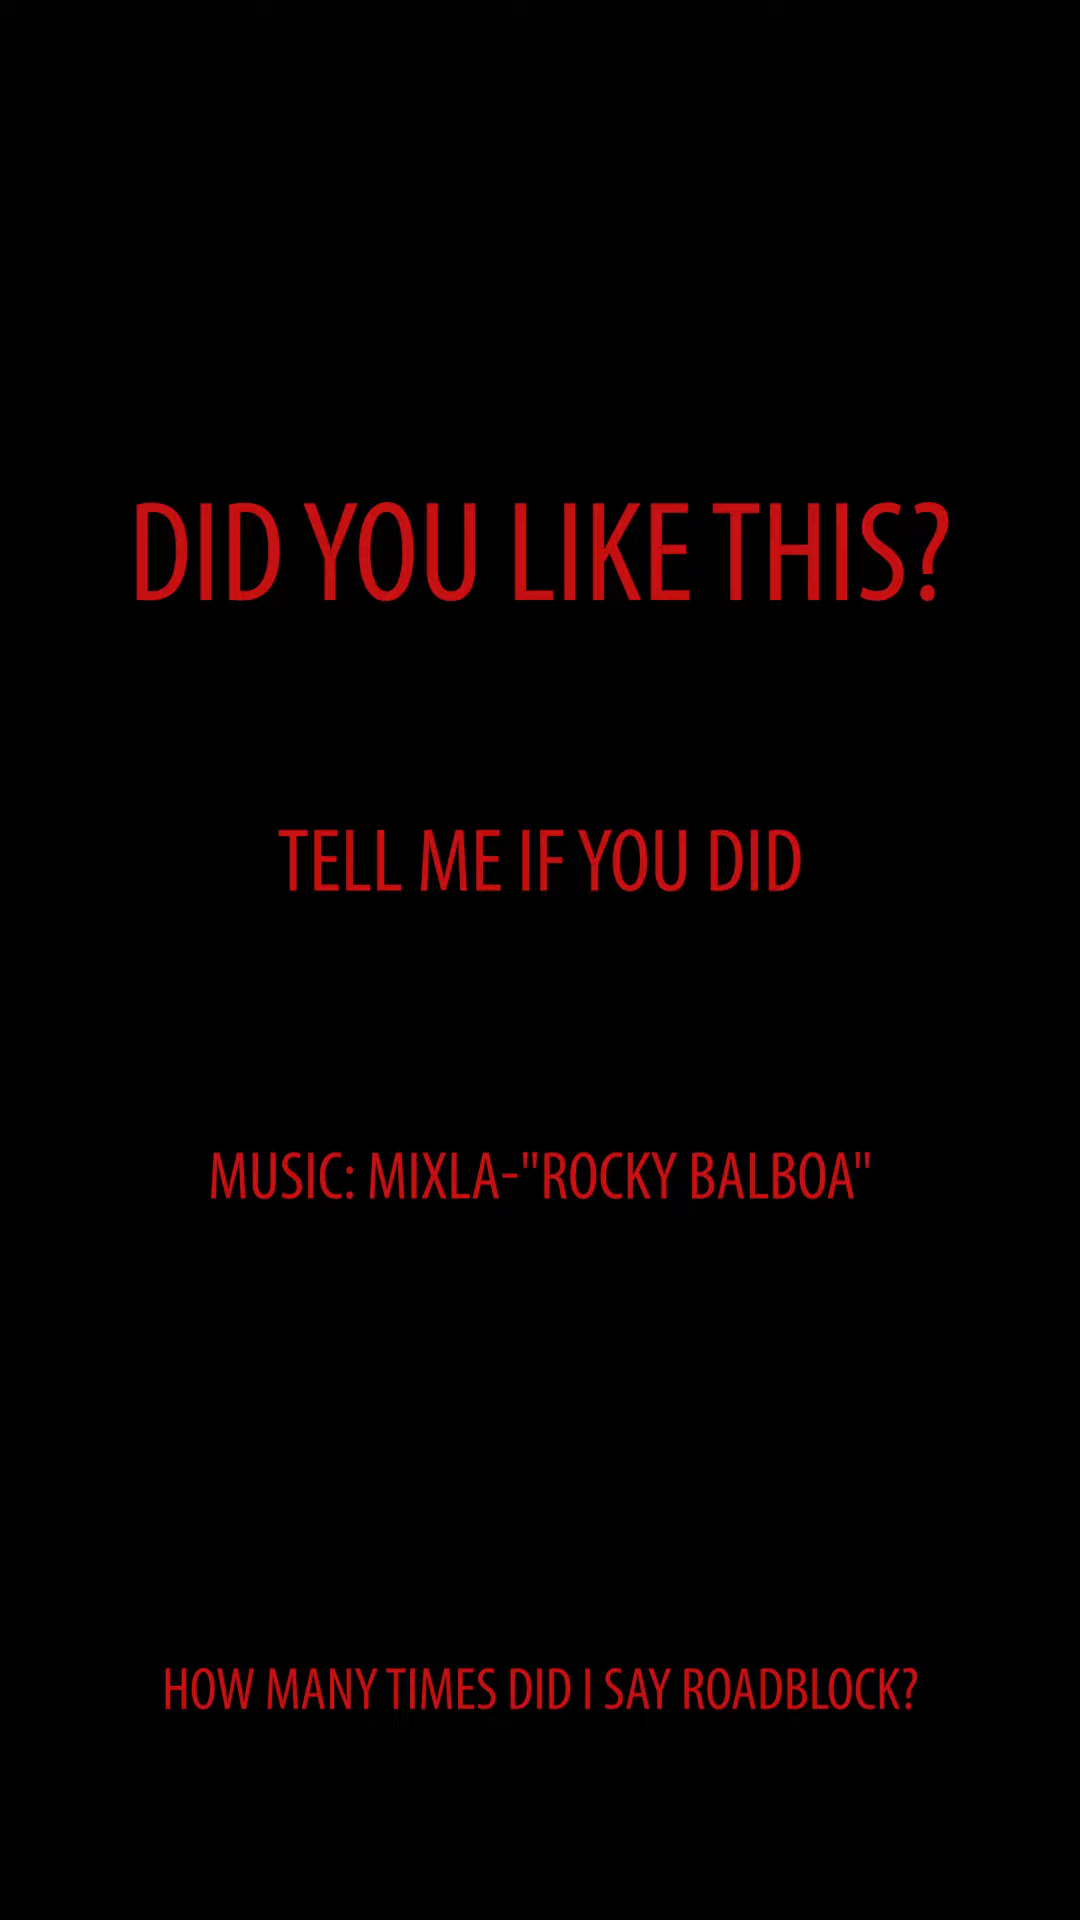 DID YOU LIKE THIS?
TELL ME IF YOU DID
MUSIC: MIXLA-"ROCKY BALBOA"
HOW MANY TIMES DID I SAY ROADBLOCK?